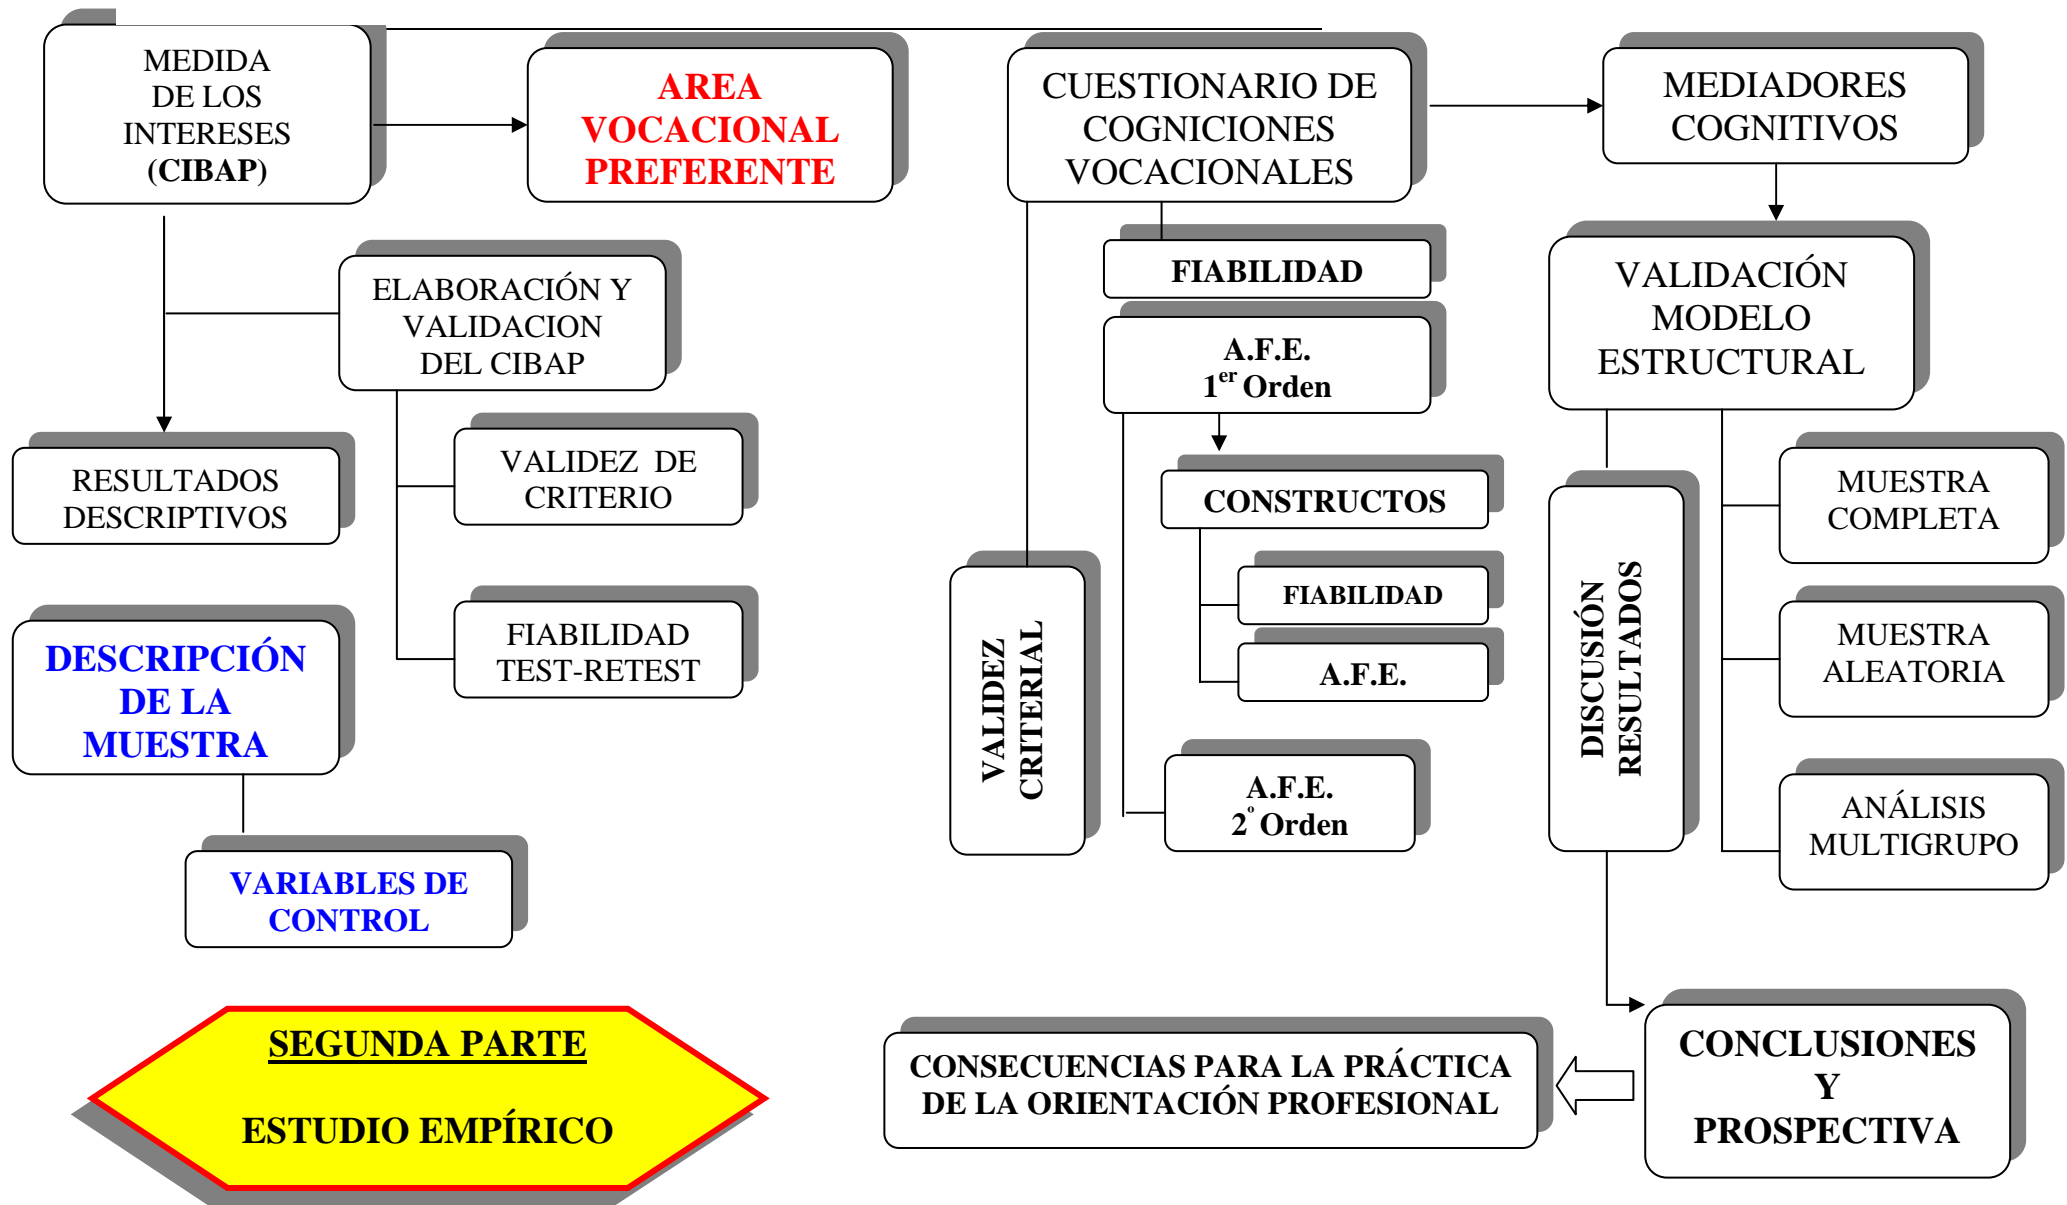 MEDIDA
DE LOS
INTERESES
(CIBAP)
AREA
VOCACIONAL
PREFERENTE
CUESTIONARIO DE
COGNICIONES
VOCACIONALES
MEDIADORES
COGNITIVOS
ELABORACIÓN Y
VALIDACION
DEL CIBAP
FIABILIDAD
VALIDACIÓN
MODELO
ESTRUCTURAL
A.F.E.
1er Orden
RESULTADOS
DESCRIPTIVOS
VALIDEZ DE
CRITERIO
CONSTRUCTOS
MUESTRA
COMPLETA
FIABILIDAD
TEST-RETEST
FIABILIDAD
A.F.E.
VALIDEZ
CRITERIAL
DISCUSIÓN
RESULTADOS
MUESTRA
ALEATORIA
DESCRIPCIÓN
DE LA
MUESTRA
A.F.E.
2º Orden
ANÁLISIS
MULTIGRUPO
VARIABLES DE
CONTROL
SEGUNDA PARTE
ESTUDIO EMPÍRICO
CONSECUENCIAS PARA LA PRÁCTICA
DE LA ORIENTACIÓN PROFESIONAL
CONCLUSIONES
Y
PROSPECTIVA